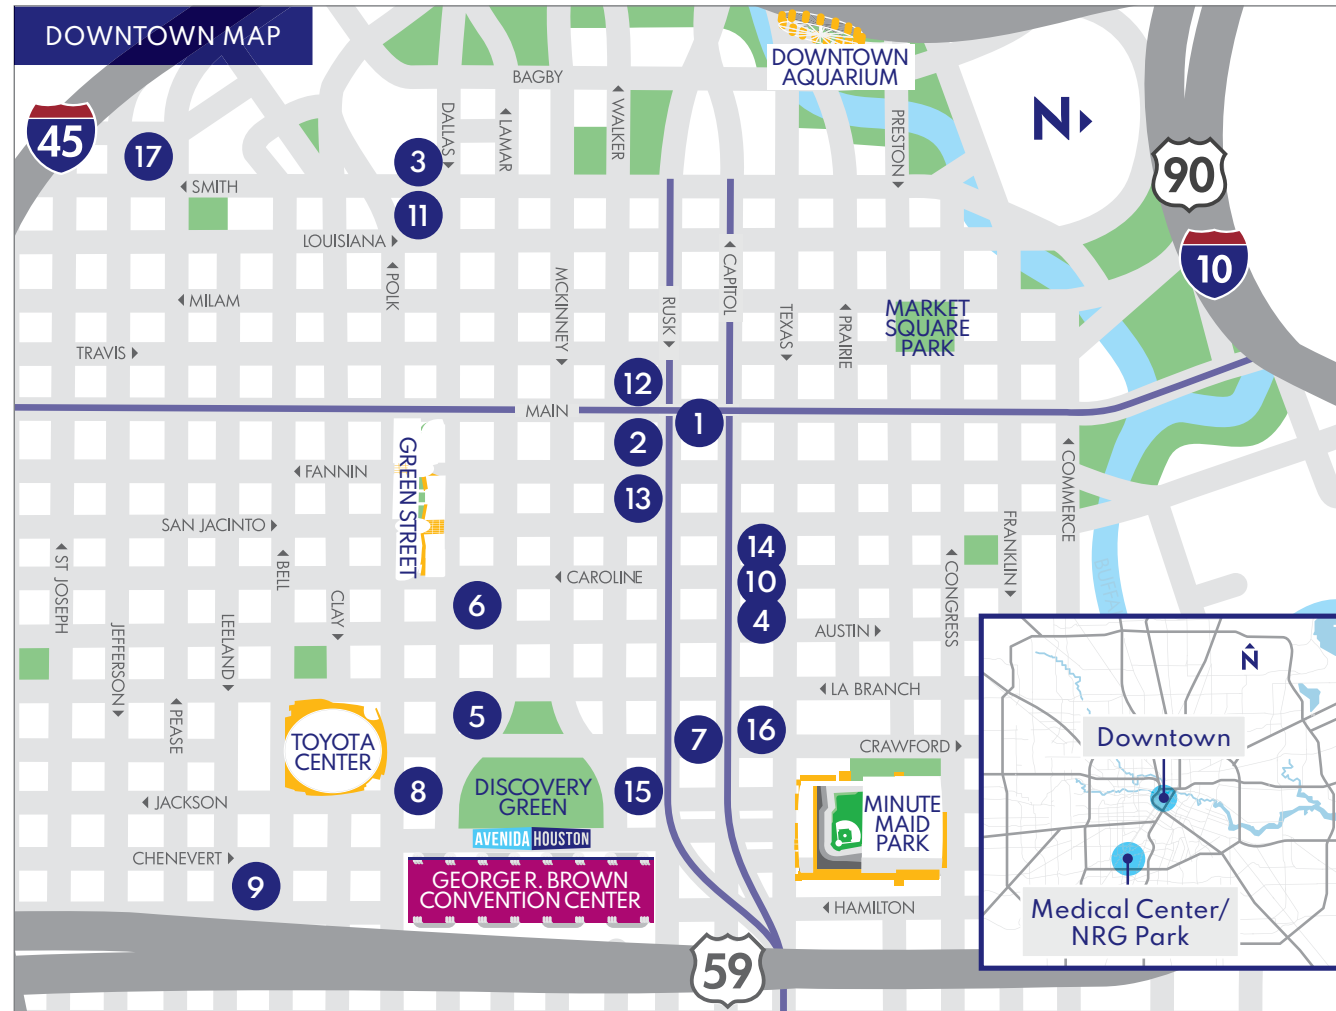 DOWNTOWN MAP
DOWNTOWN
AQUARIUM
BAGBY
DALLAS
LAMAR
WALKER
PRESTON
N
45
17
3
90
SMITH
11
LOUISIANA
POLK
CAPITOL
10
MILAM
MCKINNEY
RUSK
TEXAS
PRAIRIE
MARKET
SQUARE
PARK
TRAVIS
12
MAIN
1
2
GREEN STREET
FANNIN
COMMERCE
13
SAN JACINTO
FRANKLIN
14
ST JOSEPH
BELL
CAROLINE
10
CONGRESS
6
4
CLAY
JEFFERSON
LEELAND
AUSTIN
N
LA BRANCH
5
PEASE
7
16
TOYOTA
CENTER
CRAWFORD
Downtown
8
DISCOVERY
GREEN
15
JACKSON
MINUTE
MAID
PARK
AVENIDA HOUSTON
CHENEVERT
9
GEORGE R. BROWN
CONVENTION CENTER
HAMILTON
Medical Center/
NRG Park
59